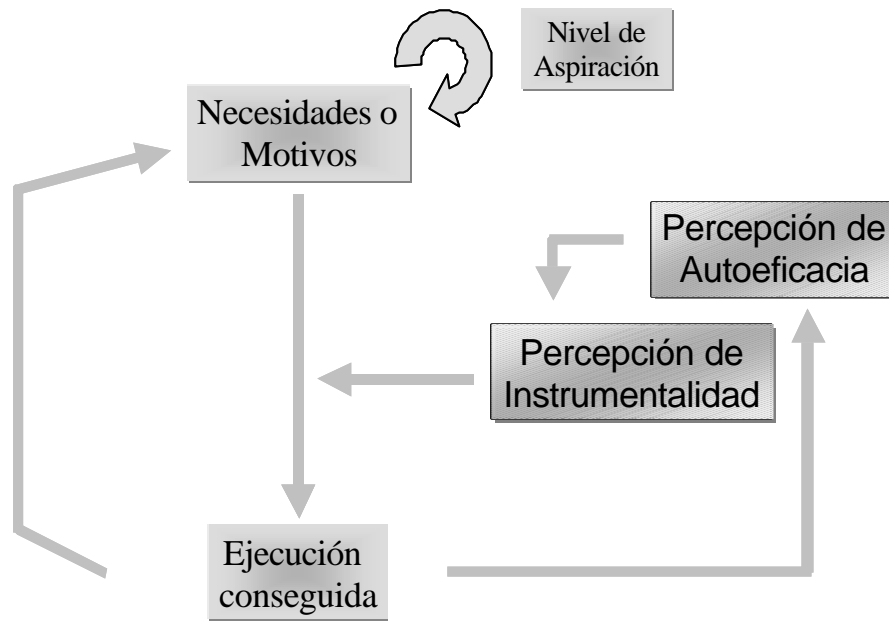 Nivel de
Aspiración
Necesidades o
Motivos
Percepción de
Autoeficacia
Percepción de
Instrumentalidad
Ejecución
conseguida